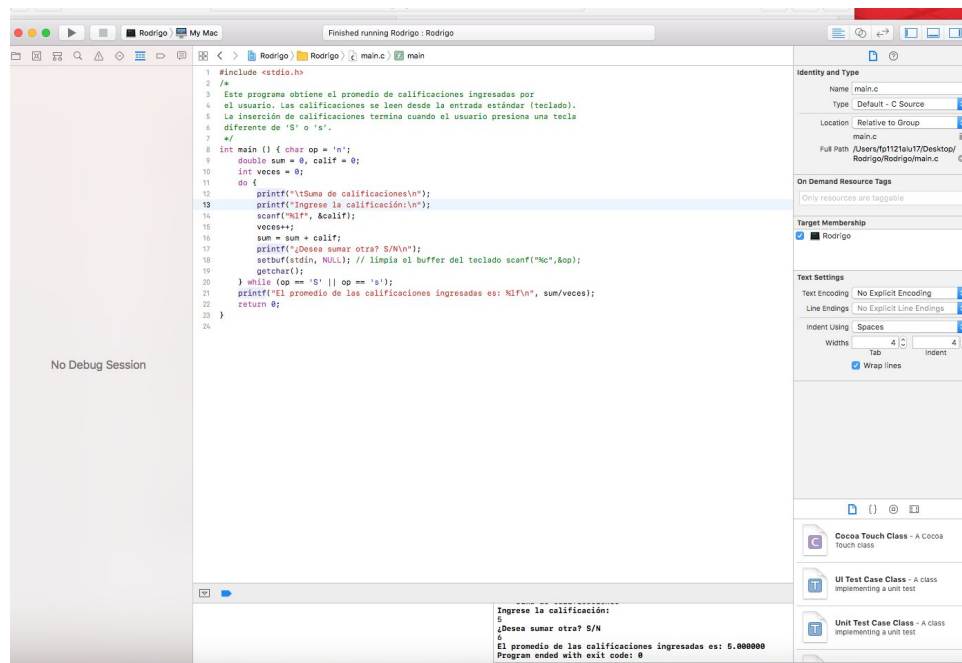 Rodrigo
My Mac
Finished running Rodrigo : Rodrigo
Rodrigo
Rodrigo
main.c
main
No Debug Session
1 #include <stdio.h>
2 /*
3 Este programa obtiene el promedio de calificaciones ingresadas por
4 el usuario. Las calificaciones se leen desde la entrada estándar (teclado).
5 La inserción de calificaciones termina cuando el usuario presiona una tecla
6 diferente de 'S' o 's'.
7 */
8 int main () { char op = 'n';
9 double sum = 0, calif = 0;
10 int veces = 0;
11 do {
12 printf("\tSuma de calificaciones\n");
13 printf("Ingrese la calificación:\n");
14 scanf("%lf", &calif);
15 veces++;
16 sum = sum + calif;
17 printf("¿Desea sumar otra? S/N\n");
18 setbuf(stdin, NULL); // limpia el buffer del teclado scanf("%c",&op);
19 getchar();
20 } while (op == 'S' || op == 's');
21 printf("El promedio de las calificaciones ingresadas es: %lf\n", sum/veces);
22 return 0;
23 }
24
Ingrese la calificación:
5
¿Desea sumar otra? S/N
6
El promedio de las calificaciones ingresadas es: 5.000000
Program ended with exit code: 0
Identity and Type
Name main.c
Type Default - C Source
Location Relative to Group
main.c
Full Path /Users/fp1121alu17/Desktop/
Rodrigo/Rodrigo/main.c
On Demand Resource Tags
Only resources are taggable
Target Membership
Rodrigo
Text Settings
Text Encoding No Explicit Encoding
Line Endings No Explicit Line Endings
Indent Using Spaces
Widths 4 4
Tab Indent
Wrap lines
C
Cocoa Touch Class - A Cocoa
Touch class
T
UI Test Case Class - A class
implementing a unit test
T
Unit Test Case Class - A class
implementing a unit test